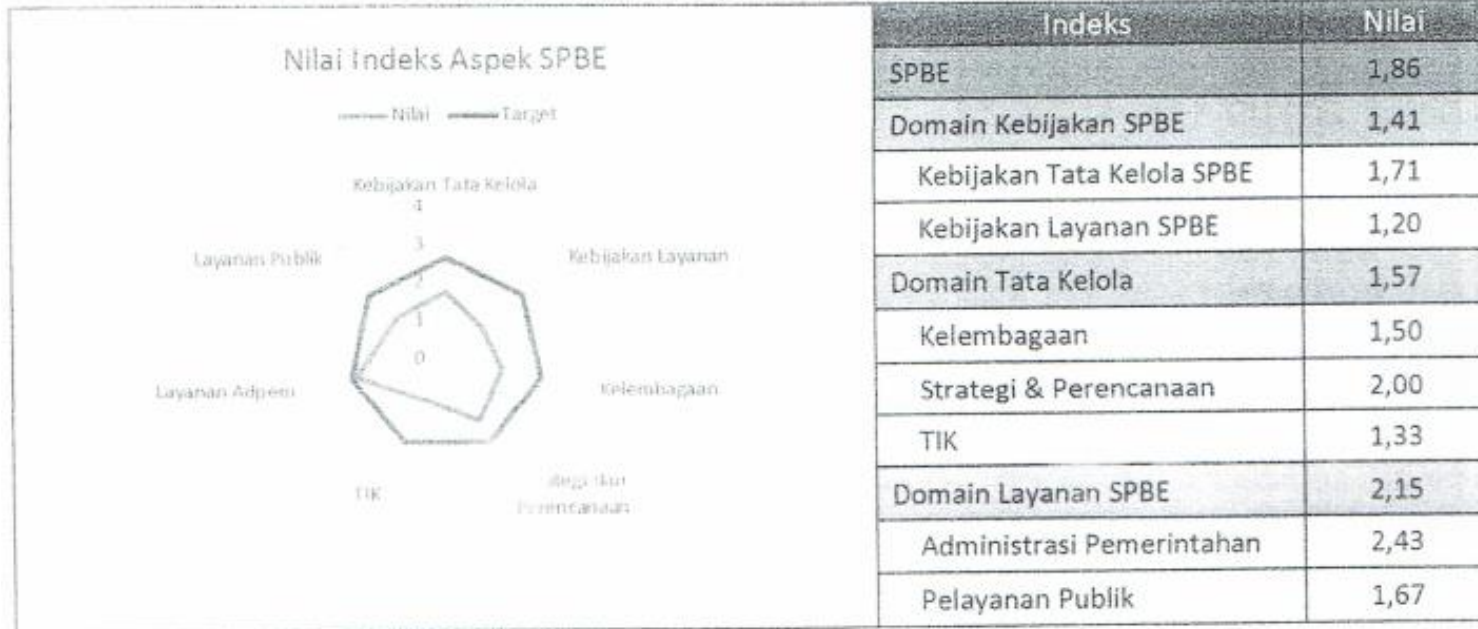 Nilai Indeks Aspek SPBE
Nilai Target
Kebijakan Tata Kelola
4
3
2
1
0
Kebijakan Layanan
Kelembagaan
Perencanaan
TIK
Layanan Adpem
Layanan Publik
Indeks Nilai
SPBE 1,86
Domain Kebijakan SPBE 1,41
Kebijakan Tata Kelola SPBE 1,71
Kebijakan Layanan SPBE 1,20
Domain Tata Kelola 1,57
Kelembagaan 1,50
Strategi & Perencanaan 2,00
TIK 1,33
Domain Layanan SPBE 2,15
Administrasi Pemerintahan 2,43
Pelayanan Publik 1,67